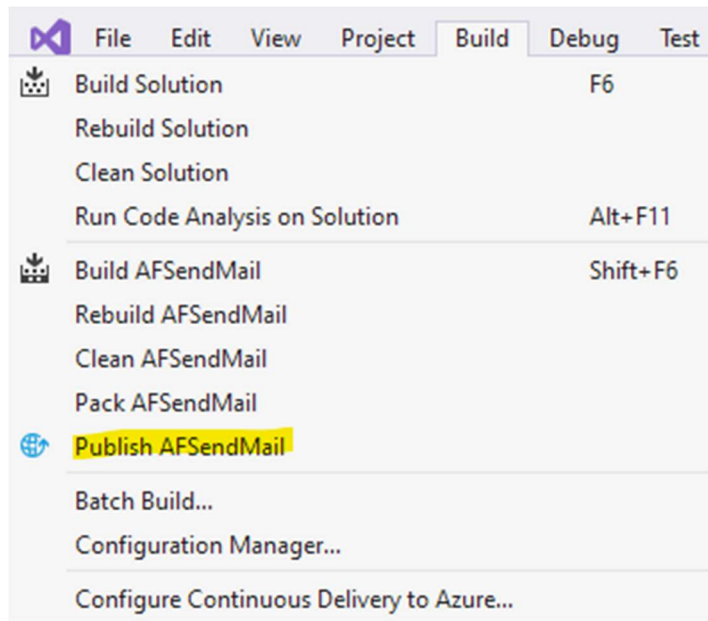 File Edit View Project Build Debug Test
Build Solution F6
Rebuild Solution
Clean Solution
Run Code Analysis on Solution Alt+F11
Build AFSendMail Shift+F6
Rebuild AFSendMail
Clean AFSendMail
Pack AFSendMail
Publish AFSendMail
Batch Build...
Configuration Manager...
Configure Continuous Delivery to Azure...